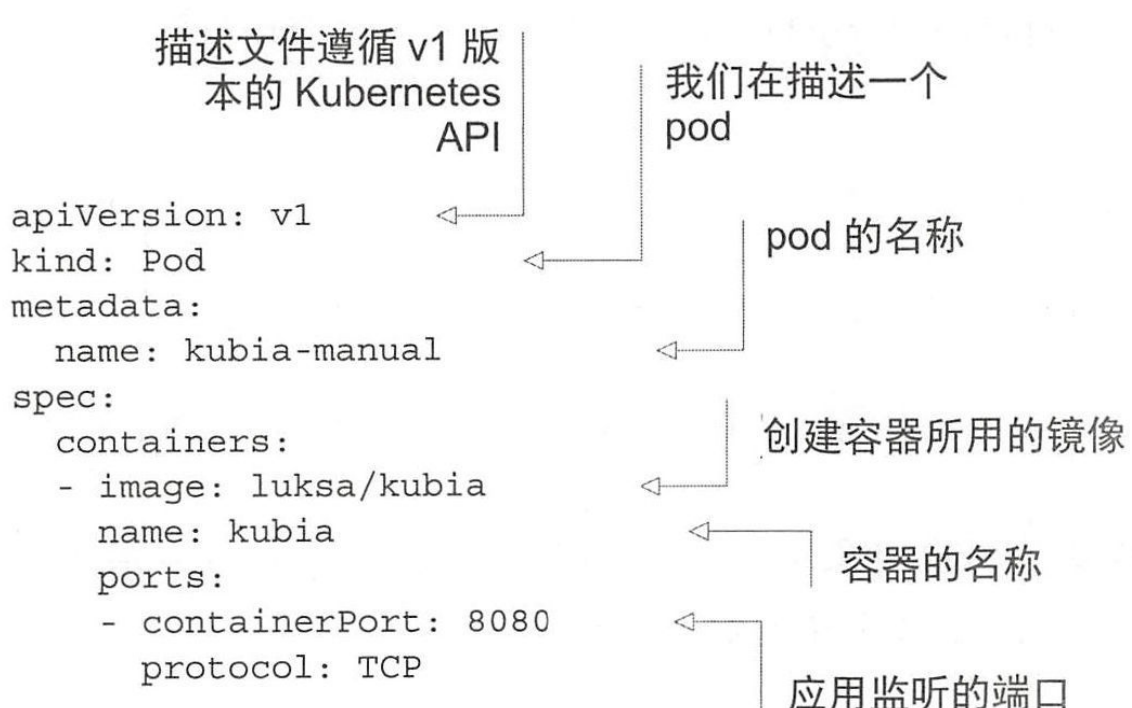 描述文件遵循 v1 版
本的 Kubernetes
API
我们在描述一个
pod
apiVersion: v1
kind: Pod
pod 的名称
metadata:
  name: kubia-manual
spec:
  containers:
创建容器所用的镜像
  - image: luksa/kubia
    name: kubia
容器的名称
    ports:
    - containerPort: 8080
      protocol: TCP
应用监听的端口